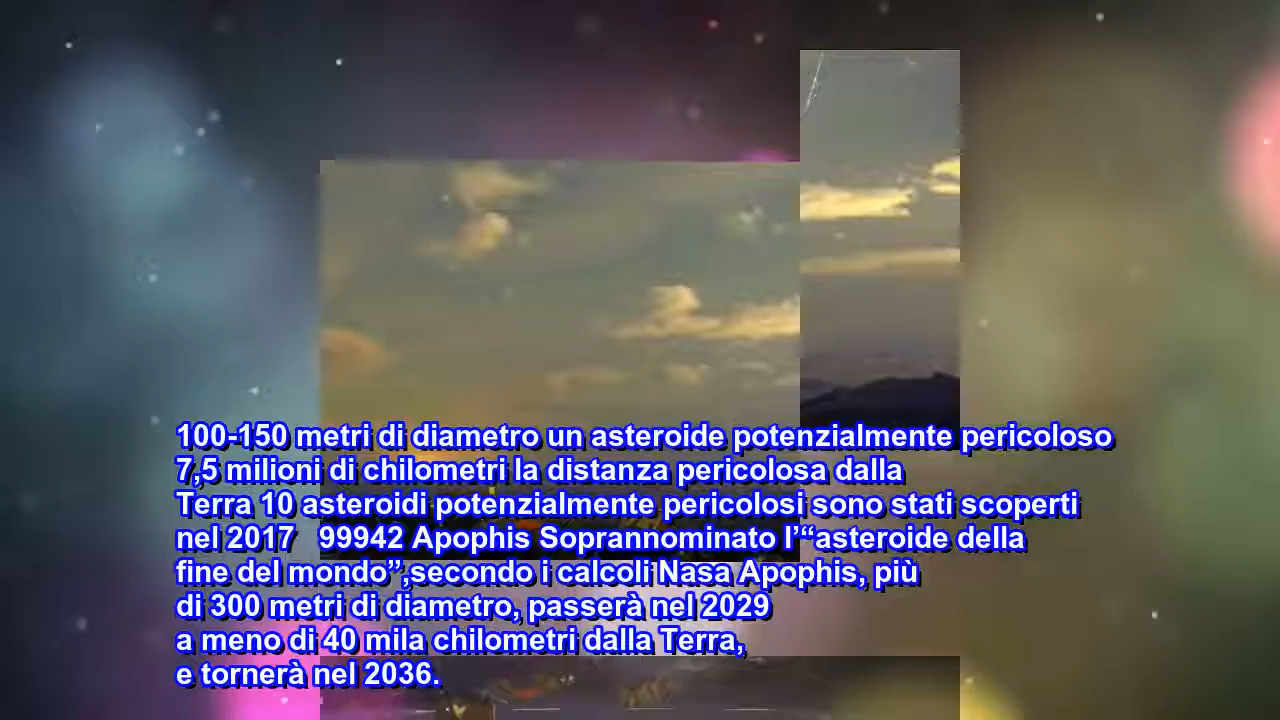 100-150 metri di diametro un asteroide potenzialmente pericoloso
7,5 milioni di chilometri la distanza pericolosa dalla
Terra 10 asteroidi potenzialmente pericolosi sono stati scoperti
nel 2017   99942 Apophis Soprannominato l’“asteroide della
fine del mondo”,secondo i calcoli Nasa Apophis, più
di 300 metri di diametro, passerà nel 2029
a meno di 40 mila chilometri dalla Terra,
e tornerà nel 2036.